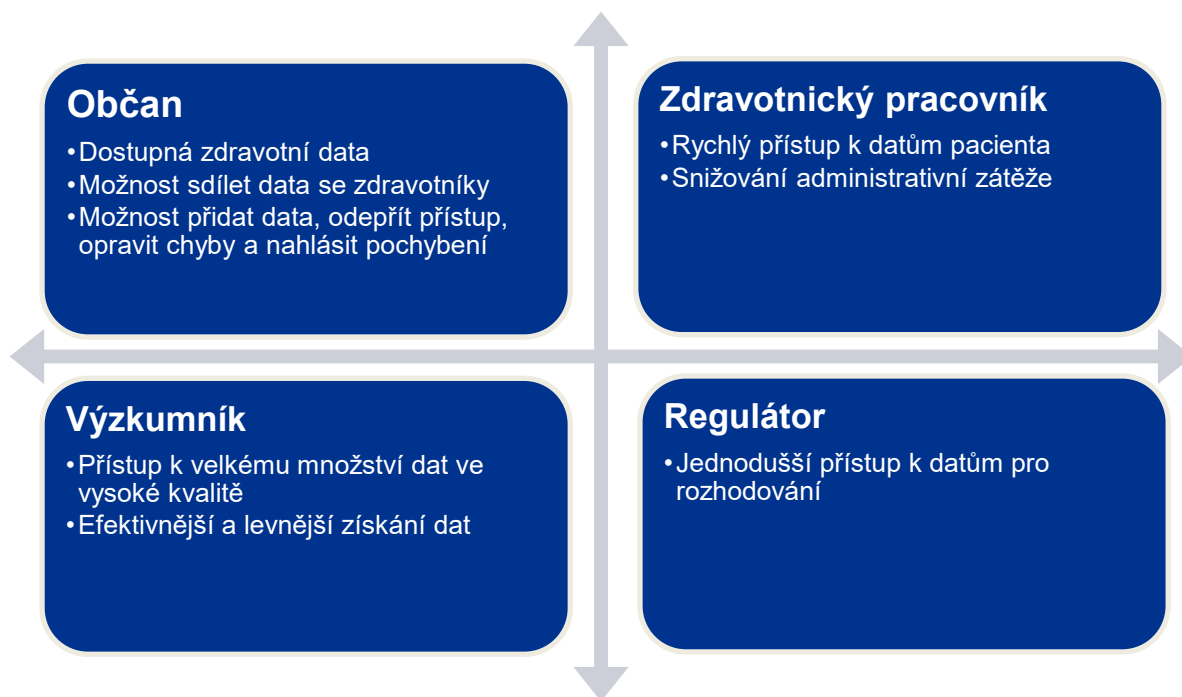 Občan
•Dostupná zdravotní data
•Možnost sdílet data se zdravotníky
•Možnost přidat data, odepřít přístup,
opravit chyby a nahlásit pochybení
Zdravotnický pracovník
•Rychlý přístup k datům pacienta
•Snižování administrativní zátěže
Výzkumník
•Přístup k velkému množství dat ve
vysoké kvalitě
•Efektivnější a levnější získání dat
Regulátor
•Jednodušší přístup k datům pro
rozhodování